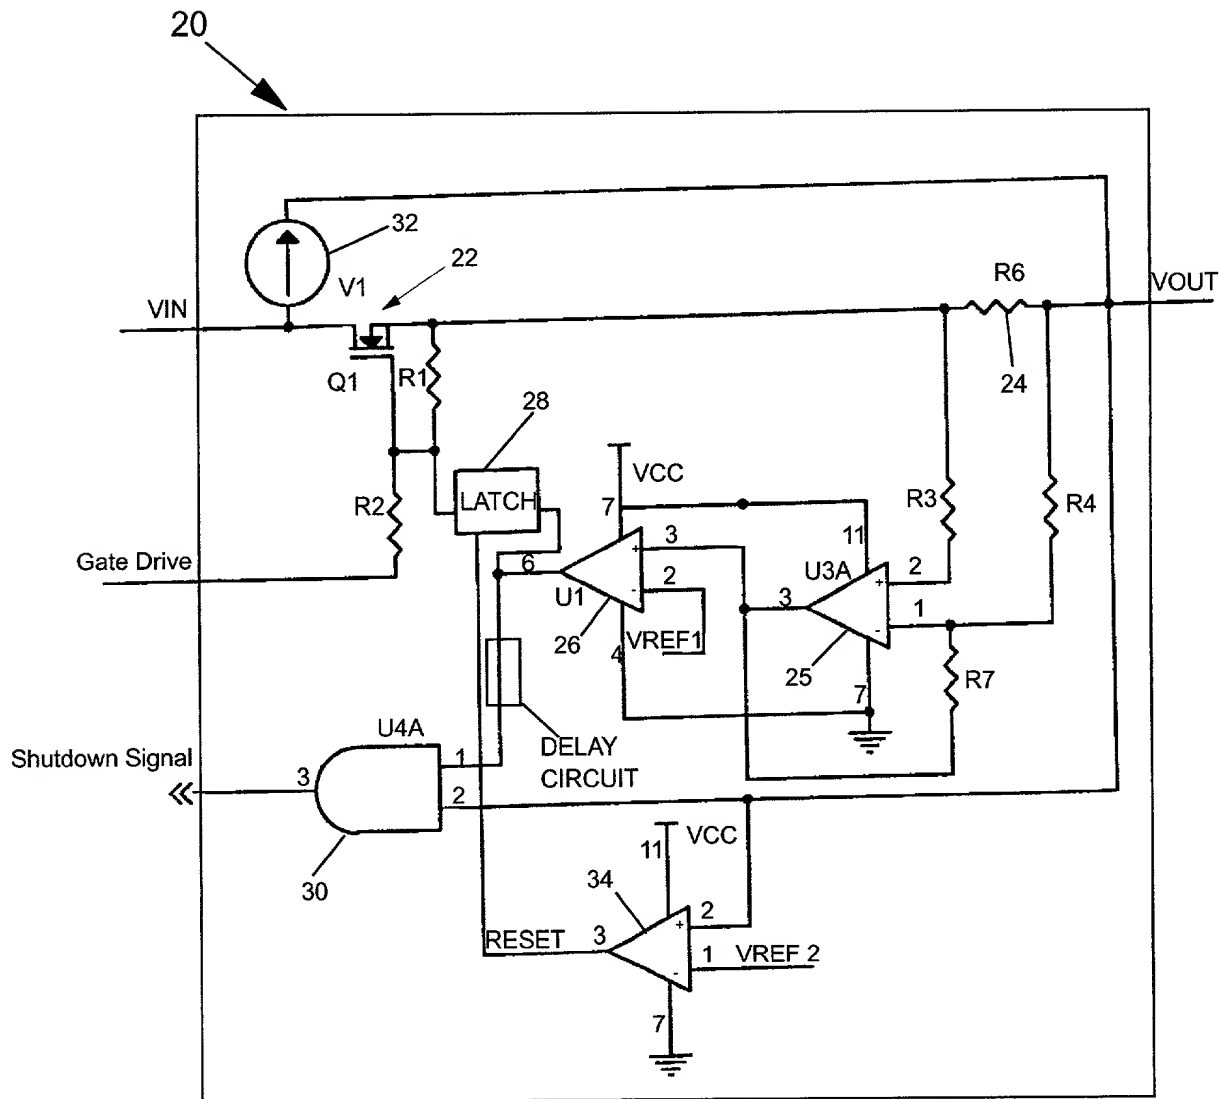 20
32
22
V1
VIN
R6
VOUT
Q1
R1
24
28
VCC
LATCH
7
R2
R3
R4
3
11
Gate Drive
6
2
U3A
2
+
+
U1
-
3
1
-
26
VREF1
4
25
R7
7
U4A
DELAY
CIRCUIT
Shutdown Signal
1
3
2
VCC
11
30
34
2
+
RESET
3
1
VREF 2
-
7